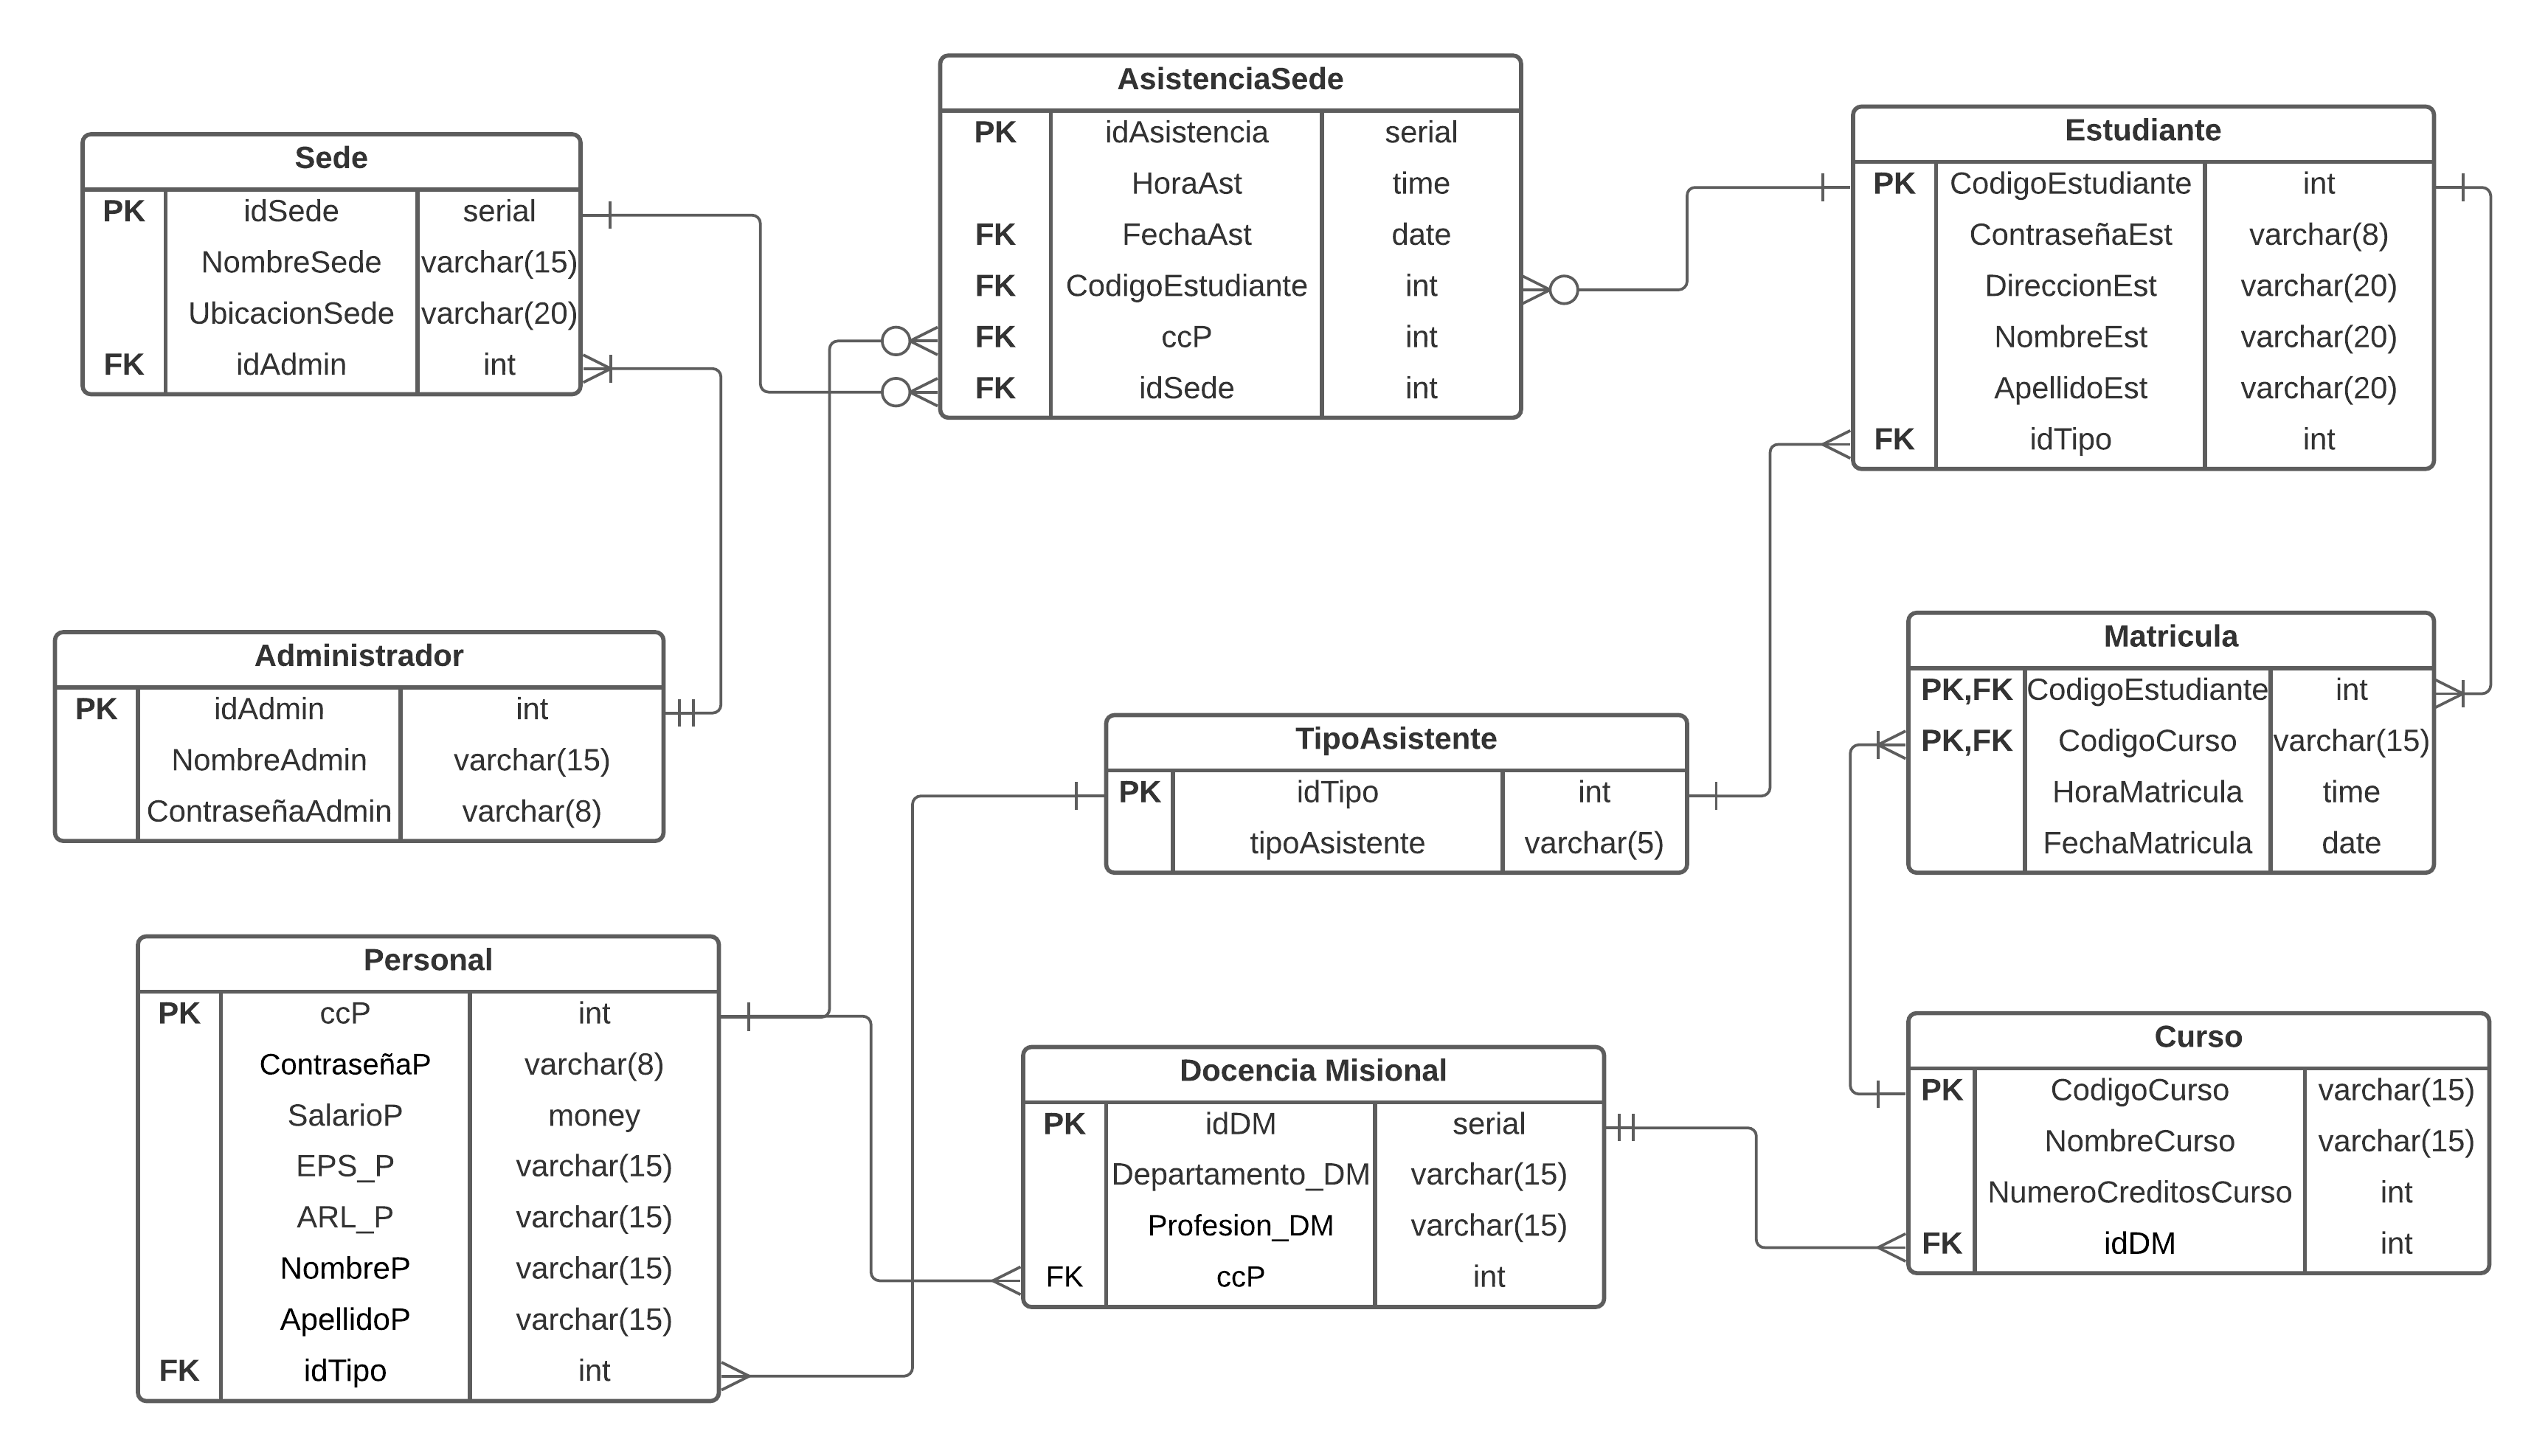 AsistenciaSede
PK idAsistencia serial
HoraAst time
FK FechaAst date
FK CodigoEstudiante int
FK ccP int
FK idSede int
Estudiante
PK CodigoEstudiante int
ContraseñaEst varchar(8)
DireccionEst varchar(20)
NombreEst varchar(20)
ApellidoEst varchar(20)
FK idTipo int
Sede
PK idSede serial
NombreSede varchar(15)
UbicacionSede varchar(20)
FK idAdmin int
Administrador
PK idAdmin int
NombreAdmin varchar(15)
ContraseñaAdmin varchar(8)
Matricula
PK,FK CodigoEstudiante int
PK,FK CodigoCurso varchar(15)
HoraMatricula time
FechaMatricula date
TipoAsistente
PK idTipo int
tipoAsistente varchar(5)
Personal
PK ccP int
ContraseñaP varchar(8)
SalarioP money
EPS_P varchar(15)
ARL_P varchar(15)
NombreP varchar(15)
ApellidoP varchar(15)
FK idTipo int
Docencia Misional
PK idDM serial
Departamento_DM varchar(15)
Profesion_DM varchar(15)
FK ccP int
Curso
PK CodigoCurso varchar(15)
NombreCurso varchar(15)
NumeroCreditosCurso int
FK idDM int